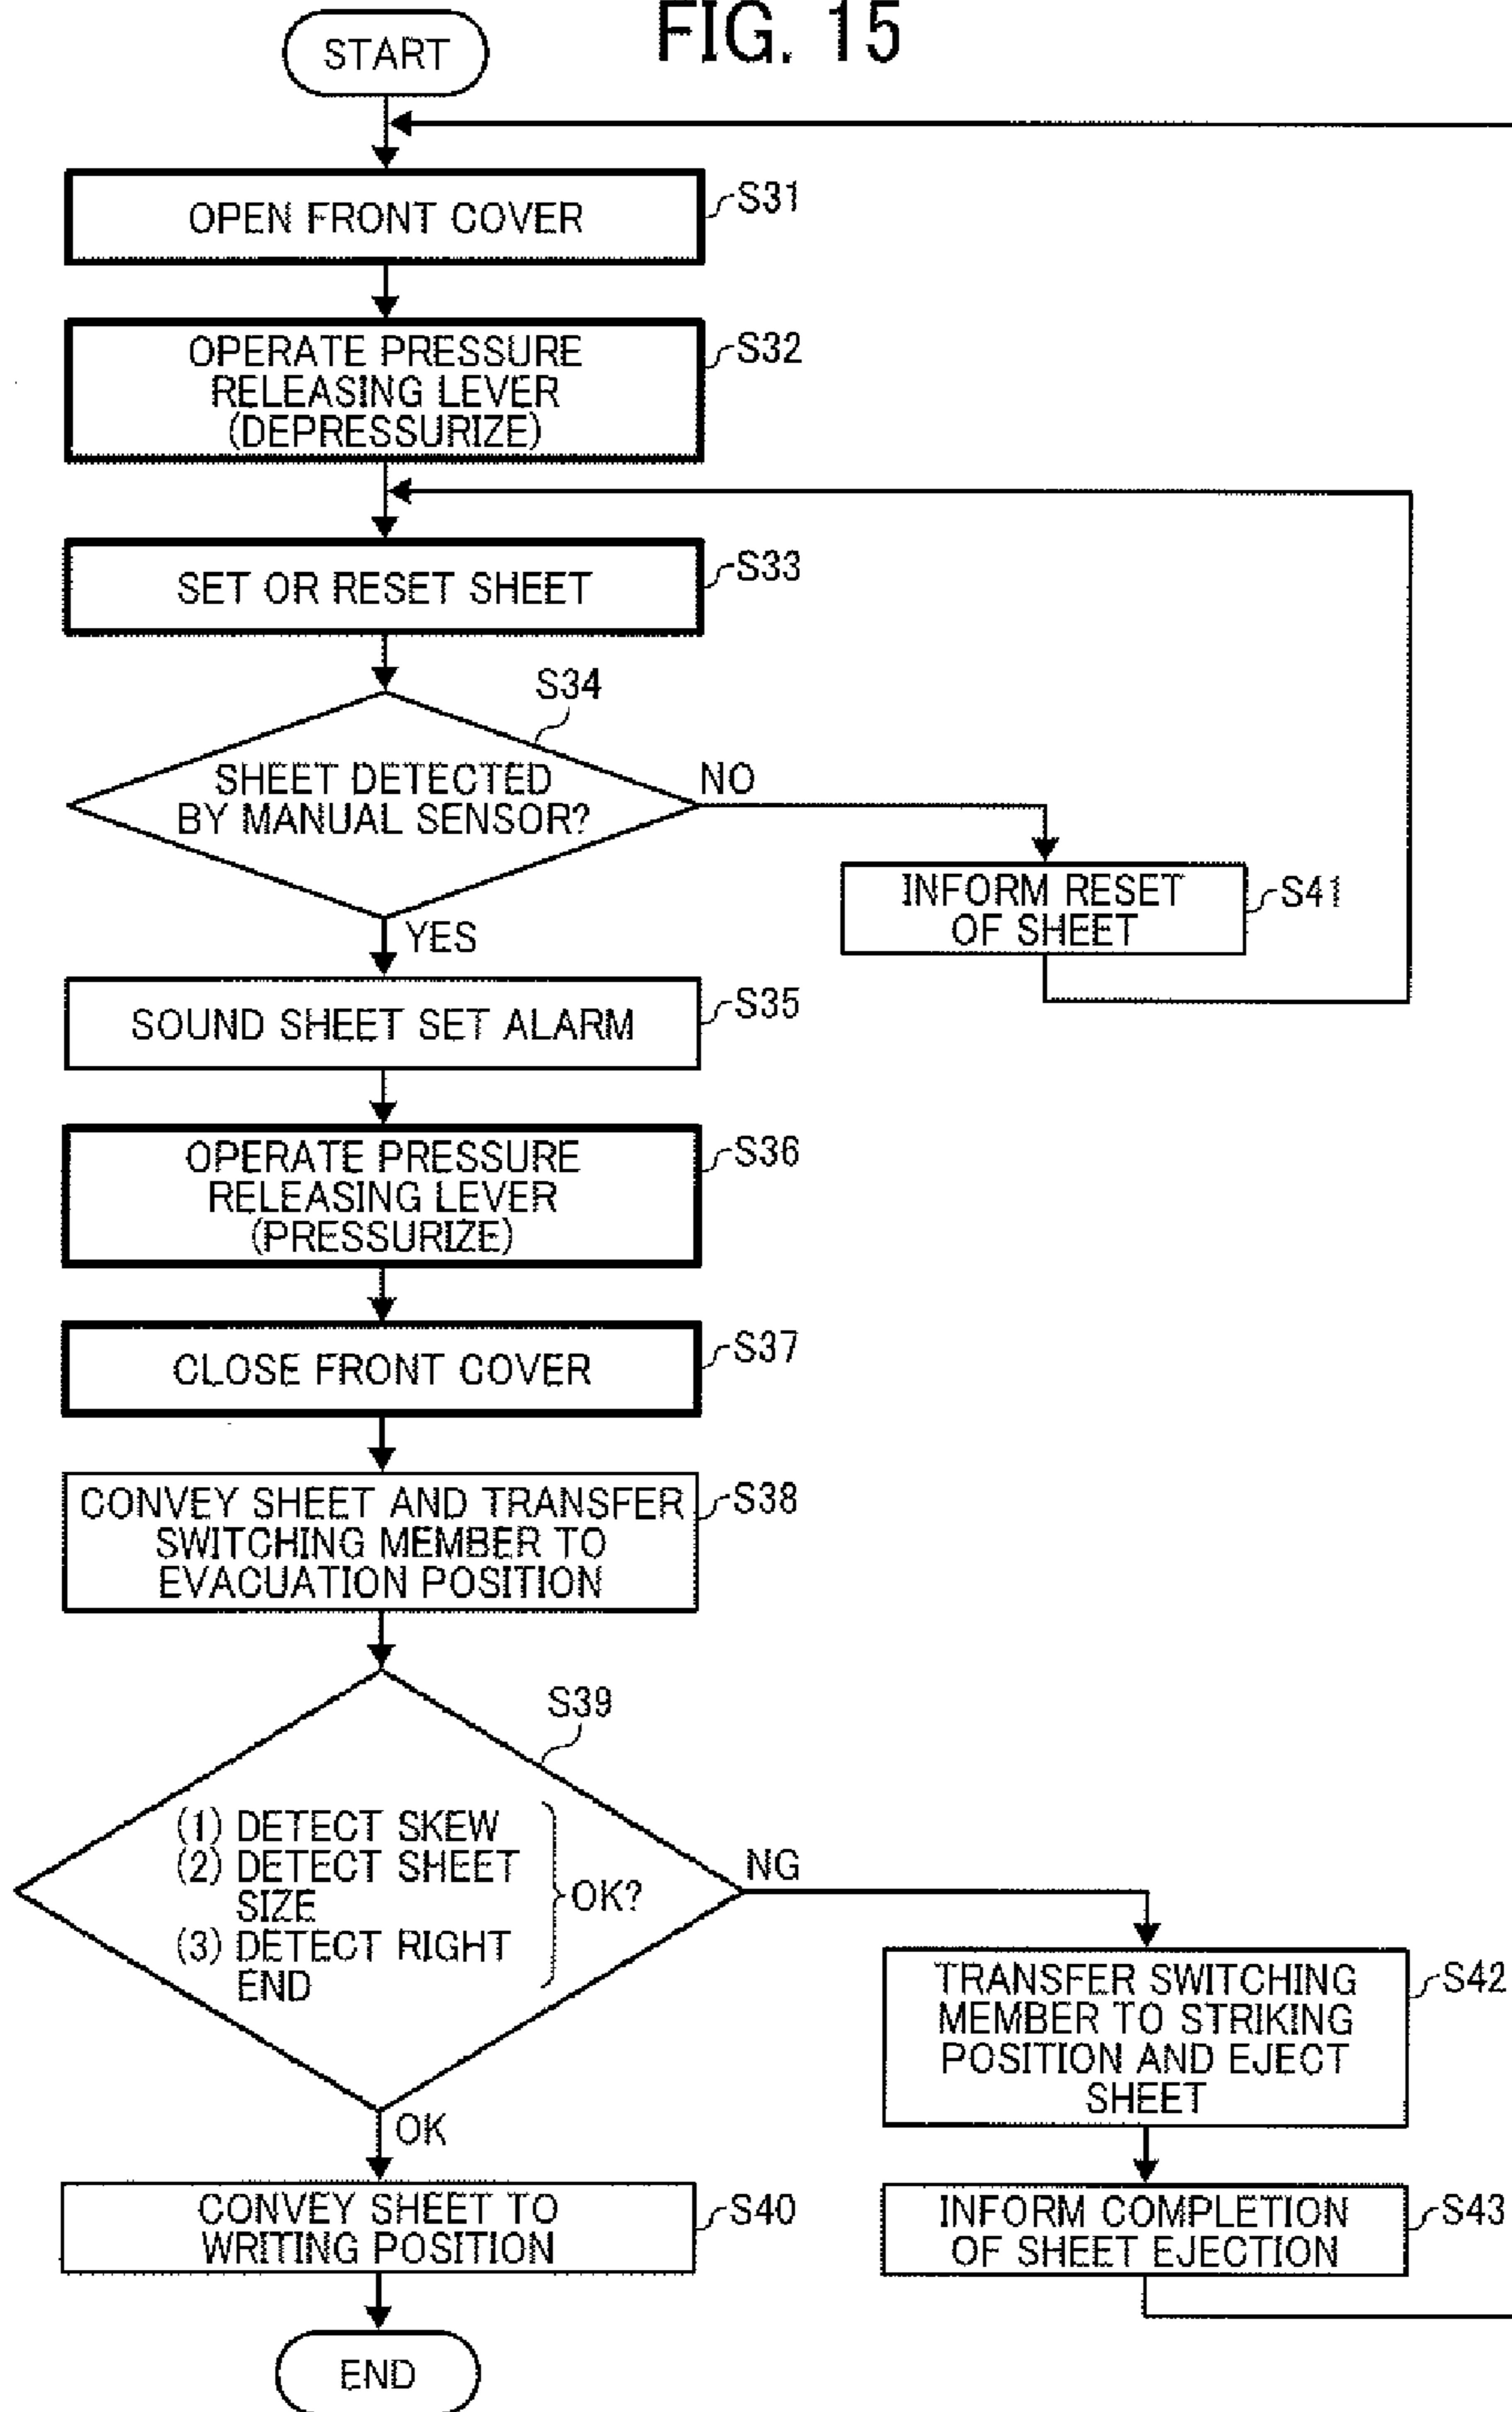 FIG. 15
START
OPEN FRONT COVER
S31
OPERATE PRESSURE
RELEASING LEVER
(DEPRESSURIZE)
S32
SET OR RESET SHEET
S33
S34
SHEET DETECTED
BY MANUAL SENSOR?
NO
YES
INFORM RESET
OF SHEET
S41
SOUND SHEET SET ALARM
S35
OPERATE PRESSURE
RELEASING LEVER
(PRESSURIZE)
S36
CLOSE FRONT COVER
S37
CONVEY SHEET AND TRANSFER
SWITCHING MEMBER TO
EVACUATION POSITION
S38
S39
(1) DETECT SKEW
(2) DETECT SHEET
SIZE
(3) DETECT RIGHT
END
OK?
NG
OK
TRANSFER SWITCHING
MEMBER TO STRIKING
POSITION AND EJECT
SHEET
S42
CONVEY SHEET TO
WRITING POSITION
S40
INFORM COMPLETION
OF SHEET EJECTION
S43
END